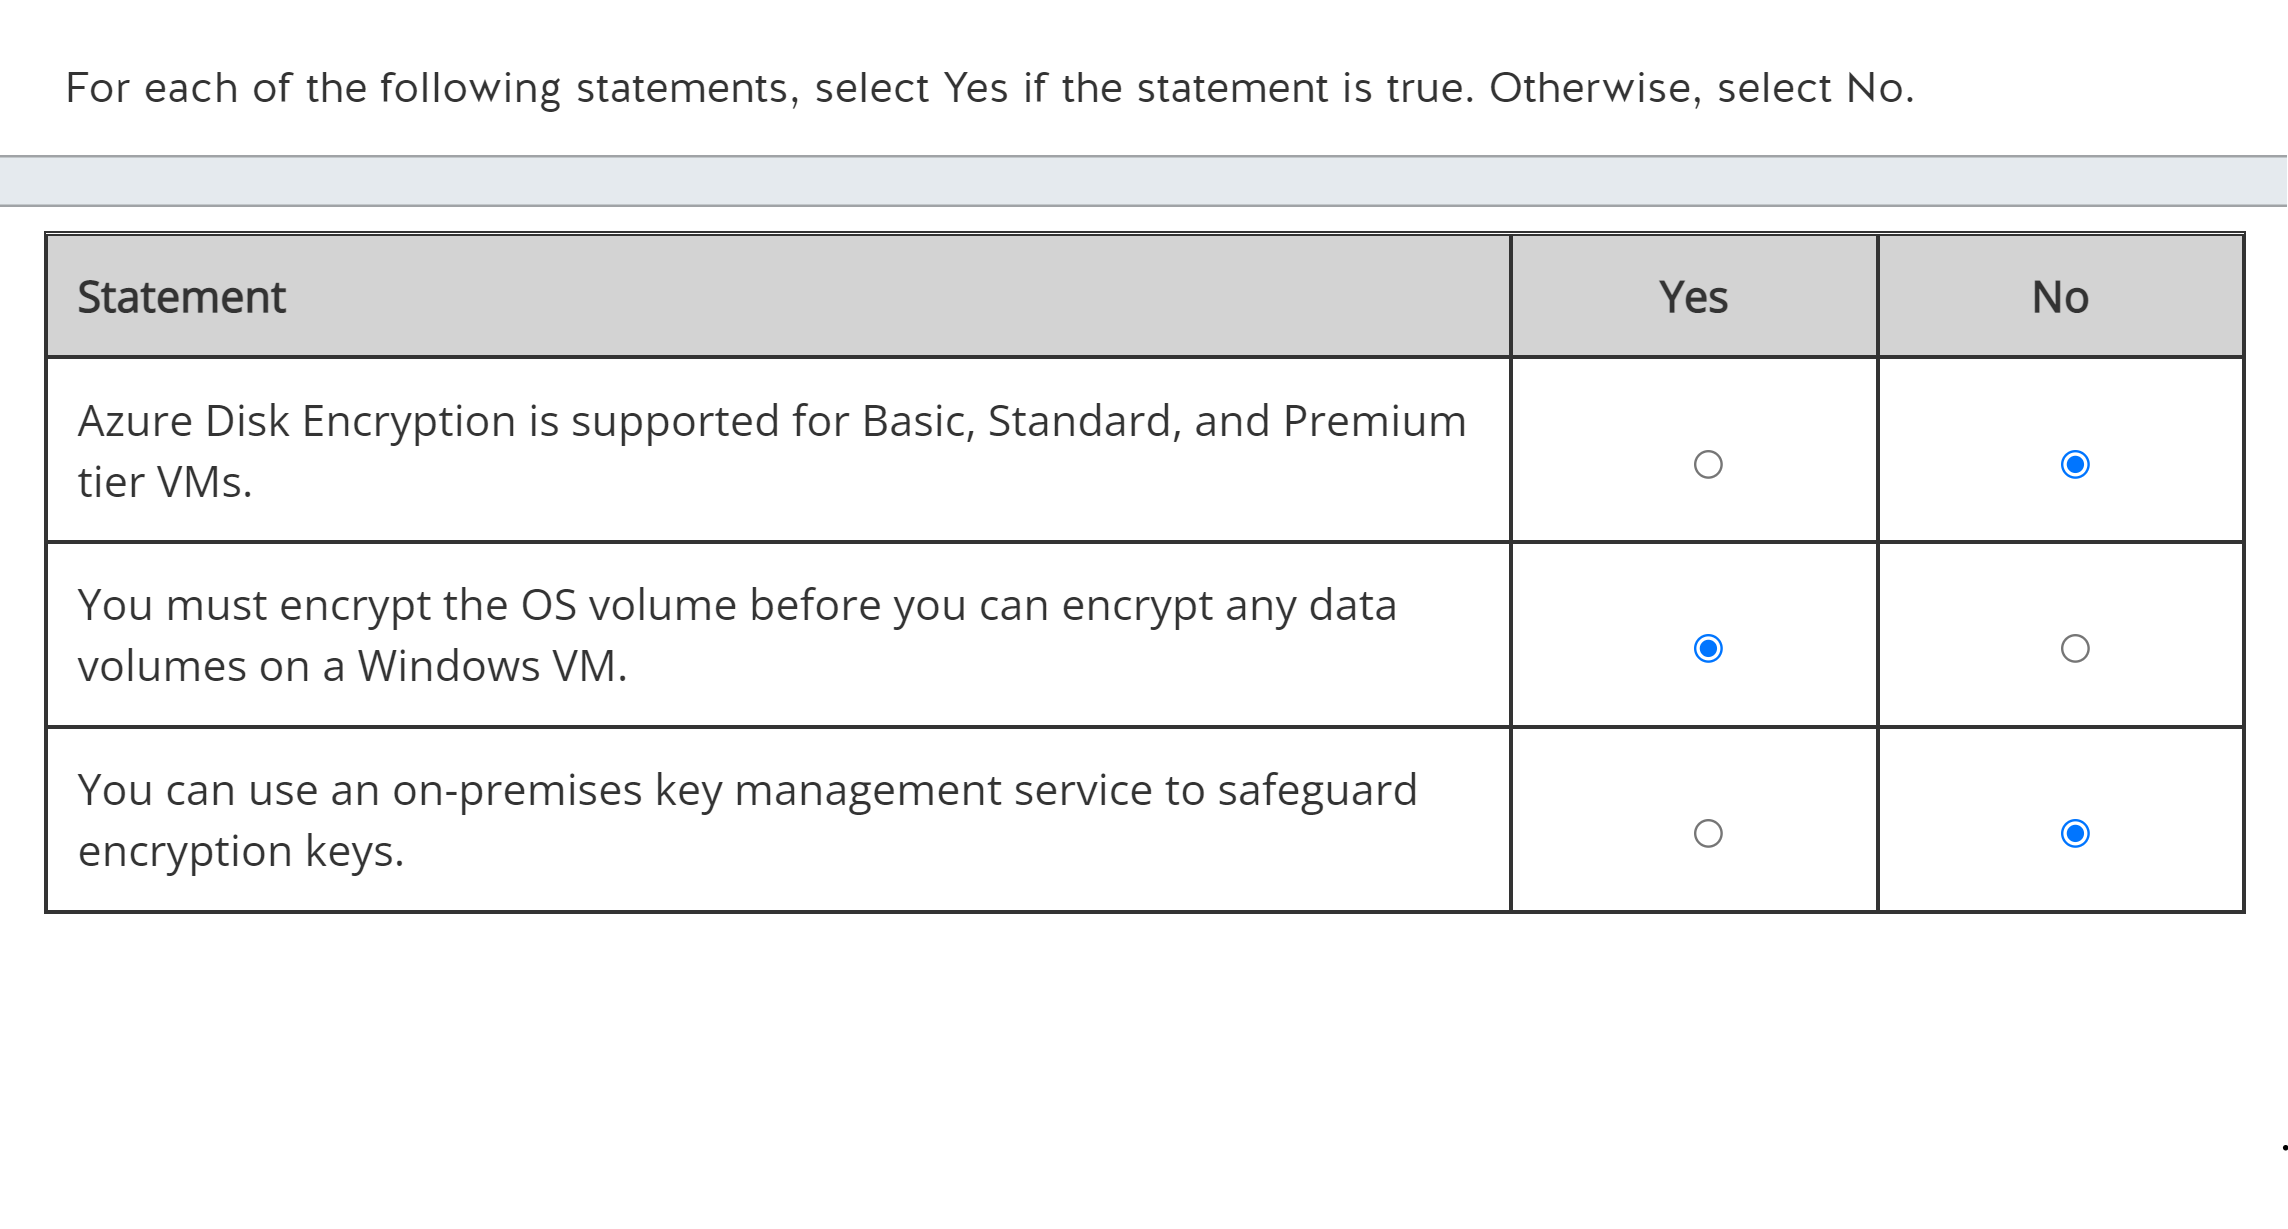 For each of the following statements, select Yes if the statement is true. Otherwise, select No.
Statement Yes No
Azure Disk Encryption is supported for Basic, Standard, and Premium
tier VMs.
You must encrypt the OS volume before you can encrypt any data
volumes on a Windows VM.
You can use an on-premises key management service to safeguard
encryption keys.